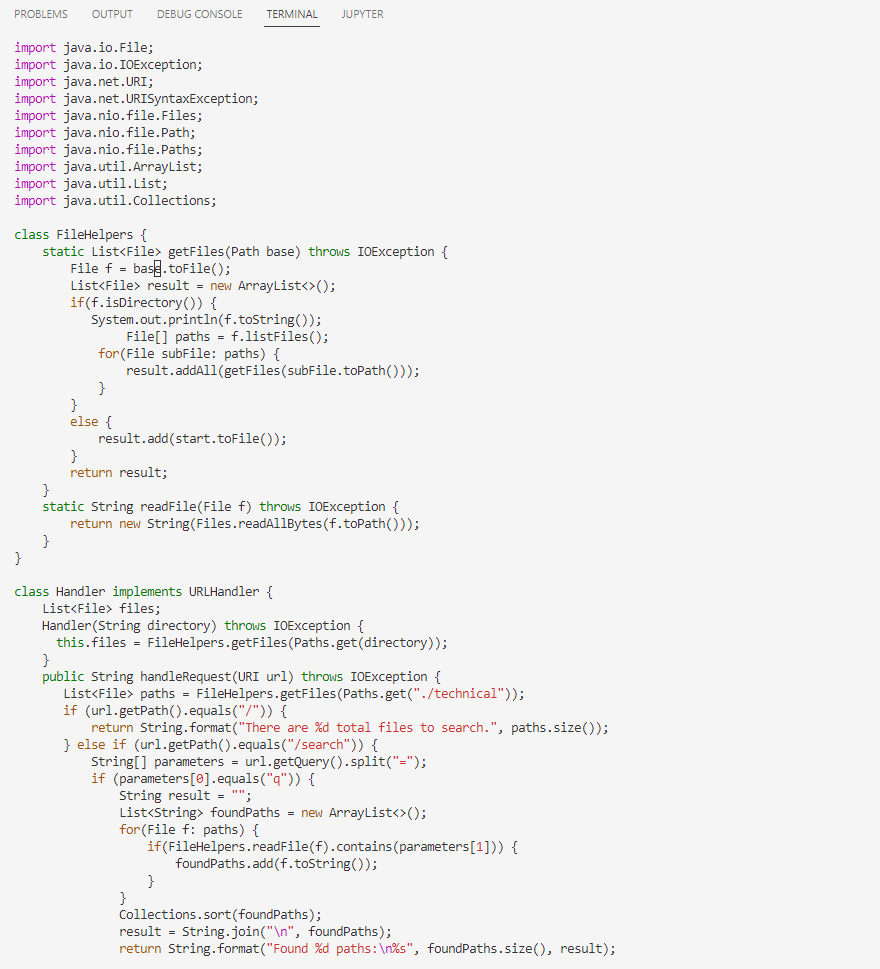 PROBLEMS OUTPUT DEBUG CONSOLE TERMINAL JUPYTER
import java.io.File;
import java.io.IOException;
import java.net.URI;
import java.net.URISyntaxException;
import java.nio.file.Files;
import java.nio.file.Path;
import java.nio.file.Paths;
import java.util.ArrayList;
import java.util.List;
import java.util.Collections;

class FileHelpers {
    static List<File> getFiles(Path base) throws IOException {
        File f = base.toFile();
        List<File> result = new ArrayList<>();
        if(f.isDirectory()) {
           System.out.println(f.toString());
                File[] paths = f.listFiles();
            for(File subFile: paths) {
                result.addAll(getFiles(subFile.toPath()));
            }
        }
        else {
            result.add(start.toFile());
        }
        return result;
    }
    static String readFile(File f) throws IOException {
        return new String(Files.readAllBytes(f.toPath()));
    }
}

class Handler implements URLHandler {
    List<File> files;
    Handler(String directory) throws IOException {
      this.files = FileHelpers.getFiles(Paths.get(directory));
    }
    public String handleRequest(URI url) throws IOException {
       List<File> paths = FileHelpers.getFiles(Paths.get("./technical"));
       if (url.getPath().equals("/")) {
           return String.format("There are %d total files to search.", paths.size());
       } else if (url.getPath().equals("/search")) {
           String[] parameters = url.getQuery().split("=");
           if (parameters[0].equals("q")) {
               String result = "";
               List<String> foundPaths = new ArrayList<>();
               for(File f: paths) {
                   if(FileHelpers.readFile(f).contains(parameters[1])) {
                       foundPaths.add(f.toString());
                   }
               }
               Collections.sort(foundPaths);
               result = String.join("\n", foundPaths);
               return String.format("Found %d paths:\n%s", foundPaths.size(), result);